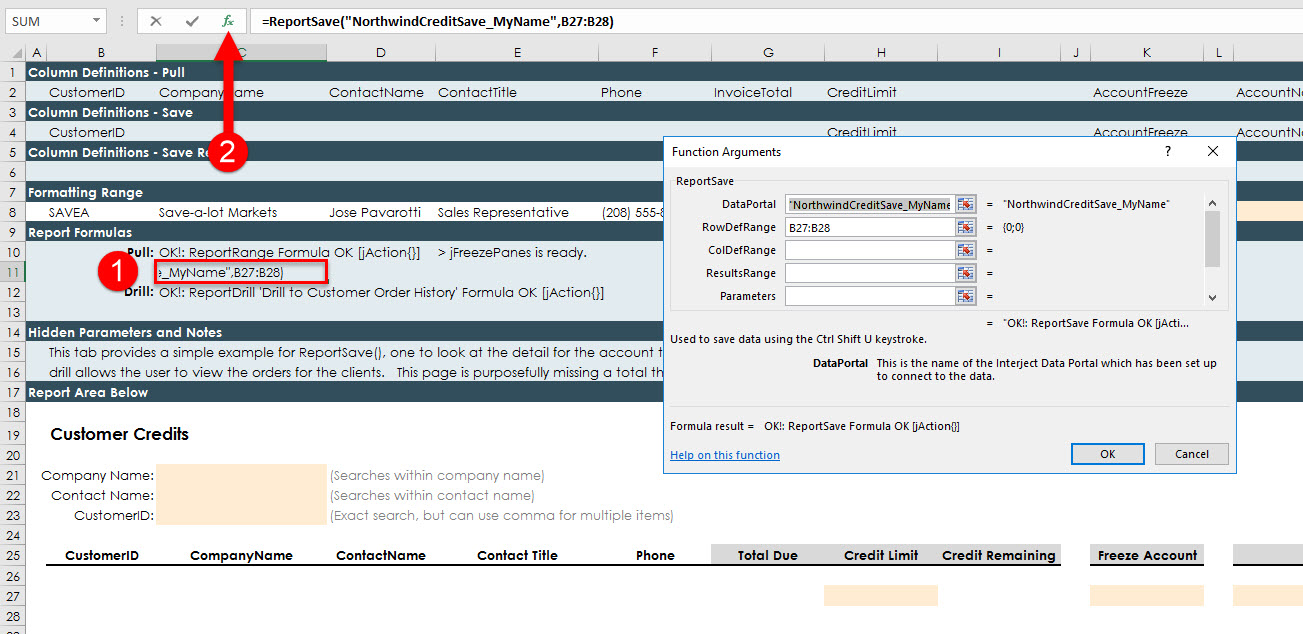 SUM
fx
=ReportSave("NorthwindCreditSave_MyName",B27:B28)
A B C D E F G H I J K L
1 Column Definitions - Pull
2 CustomerID CompanyName ContactName ContactTitle Phone InvoiceTotal CreditLimit AccountFreeze
3 Column Definitions - Save
4 CustomerID CreditLimit AccountFreeze
5 Column Definitions - Save
2
6
7 Formatting Range
8 SAVEA Save-a-lot Markets Jose Pavarotti Sales Representative (208) 555-8
9 Report Formulas
10 Pull: OK!: ReportRange Formula OK [jAction{}] > jFreezePanes is ready.
1
11 e_MyName",B27:B28)
12 Drill: OK!: ReportDrill 'Drill to Customer Order History' Formula OK [jAction{}]
13
14 Hidden Parameters and Notes
15 This tab provides a simple example for ReportSave(), one to look at the detail for the account
16 drill allows the user to view the orders for the clients. This page is purposefully missing a total
17 Report Area Below
18
19 Customer Credits
20
21 Company Name: (Searches within company name)
22 Contact Name: (Searches within contact name)
23 CustomerID: (Exact search, but can use comma for multiple items)
24
25 CustomerID CompanyName ContactName Contact Title Phone Total Due Credit Limit Credit Remaining Freeze Account
26
27
28
Function Arguments
? ×
ReportSave
DataPortal "NorthwindCreditSave_MyName = "NorthwindCreditSave_MyName"
RowDefRange B27:B28 = {0;0}
ColDefRange =
ResultsRange =
Parameters =
= "OK!: ReportSave Formula OK [jActi...
Used to save data using the Ctrl Shift U keystroke.
DataPortal This is the name of the Interject Data Portal which has been set up
to connect to the data.
Formula result = OK!: ReportSave Formula OK [jAction{}]
Help on this function
OK Cancel